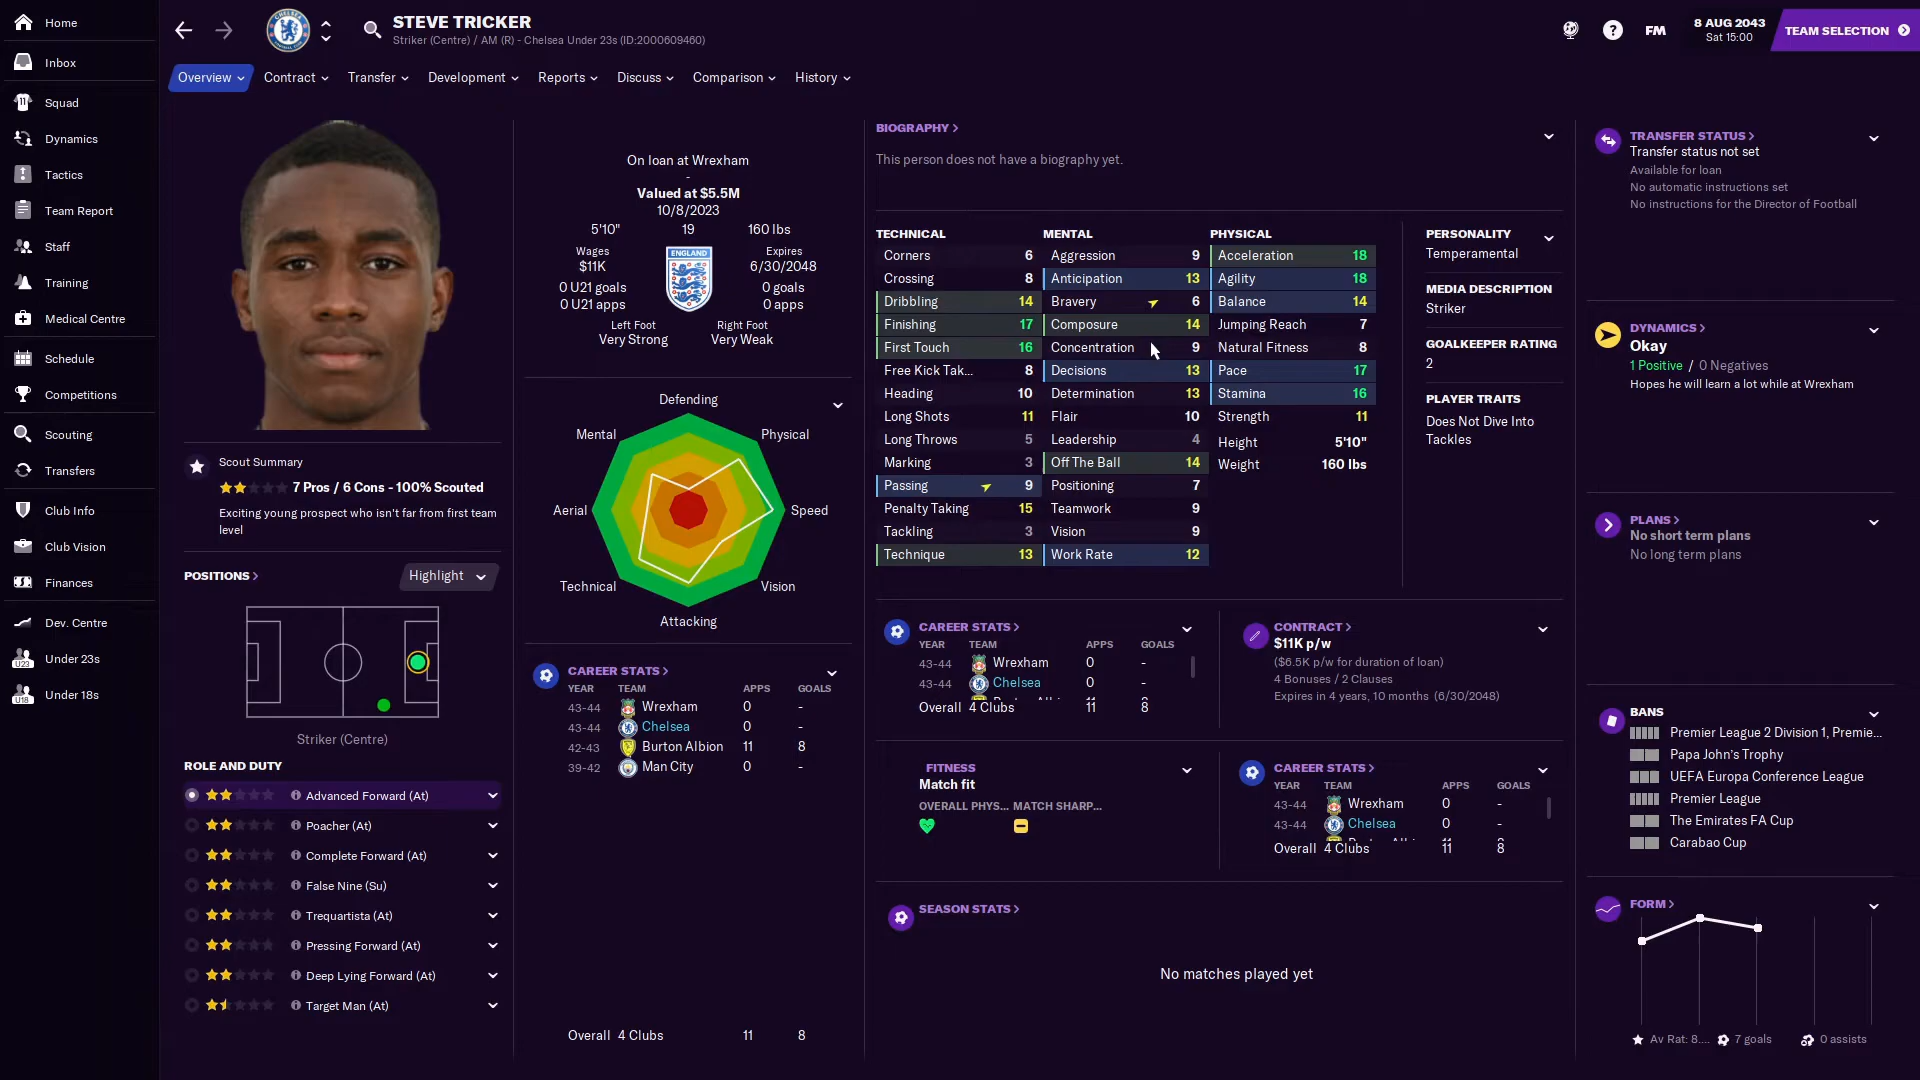 Home
Inbox
Squad
Dynamics
Tactics
Team Report
Staff
Training
Medical Centre
Schedule
Competitions
Scouting
Transfers
Club Info
Club Vision
Finances
Dev. Centre
U23 Under 23s
U18 Under 18s
STEVE TRICKER
Striker (Centre) / AM (R) - Chelsea Under 23s (ID:2000609460)
FM
8 AUG 2043
Sat 15:00
TEAM SELECTION
Overview Contract Transfer Development Reports Discuss Comparison History
Scout Summary
7 Pros / 6 Cons - 100% Scouted
Exciting young prospect who isn't far from first team
level
POSITIONS Highlight
Striker (Centre)
ROLE AND DUTY
Advanced Forward (At)
Poacher (At)
Complete Forward (At)
False Nine (Su)
Trequartista (At)
Pressing Forward (At)
Deep Lying Forward (At)
Target Man (At)
On loan at Wrexham
-
Valued at $5.5M
10/8/2023
5'10" 19 160 lbs
Wages ENGLAND Expires
$11K 6/30/2048
0 U21 goals 0 goals
0 U21 apps 0 apps
Left Foot Right Foot
Very Strong Very Weak
Defending
Mental Physical
Aerial Speed
Technical Vision
Attacking
CAREER STATS
YEAR TEAM APPS GOALS
43-44 Wrexham 0 -
43-44 Chelsea 0 -
42-43 Burton Albion 11 8
39-42 Man City 0 -
Overall 4 Clubs 11 8
BIOGRAPHY
This person does not have a biography yet.
TECHNICAL MENTAL PHYSICAL
Corners 6 Aggression 9 Acceleration 18
Crossing 8 Anticipation 13 Agility 18
Dribbling 14 Bravery 6 Balance 14
Finishing 17 Composure 14 Jumping Reach 7
First Touch 16 Concentration 9 Natural Fitness 8
Free Kick Tak... 8 Decisions 13 Pace 17
Heading 10 Determination 13 Stamina 16
Long Shots 11 Flair 10 Strength 11
Long Throws 5 Leadership 4 Height 5'10"
Marking 3 Off The Ball 14 Weight 160 lbs
Passing 9 Positioning 7
Penalty Taking 15 Teamwork 9
Tackling 3 Vision 9
Technique 13 Work Rate 12
PERSONALITY
Temperamental
MEDIA DESCRIPTION
Striker
GOALKEEPER RATING
2
PLAYER TRAITS
Does Not Dive Into
Tackles
CAREER STATS
YEAR TEAM APPS GOALS
43-44 Wrexham 0 -
43-44 Chelsea 0 -
Overall 4 Clubs 11 8
CONTRACT
$11K p/w
($6.5K p/w for duration of loan)
4 Bonuses / 2 Clauses
Expires in 4 years, 10 months (6/30/2048)
FITNESS
Match fit
OVERALL PHYS... MATCH SHARP...
CAREER STATS
YEAR TEAM APPS GOALS
43-44 Wrexham 0 -
43-44 Chelsea 0 -
Overall 4 Clubs 11 8
SEASON STATS
No matches played yet
TRANSFER STATUS
Transfer status not set
Available for loan
No automatic instructions set
No instructions for the Director of Football
DYNAMICS
Okay
1 Positive / 0 Negatives
Hopes he will learn a lot while at Wrexham
PLANS
No short term plans
No long term plans
BANS
Premier League 2 Division 1, Premie...
Papa John's Trophy
UEFA Europa Conference League
Premier League
The Emirates FA Cup
Carabao Cup
FORM
Av Rat: 8.... 7 goals 0 assists